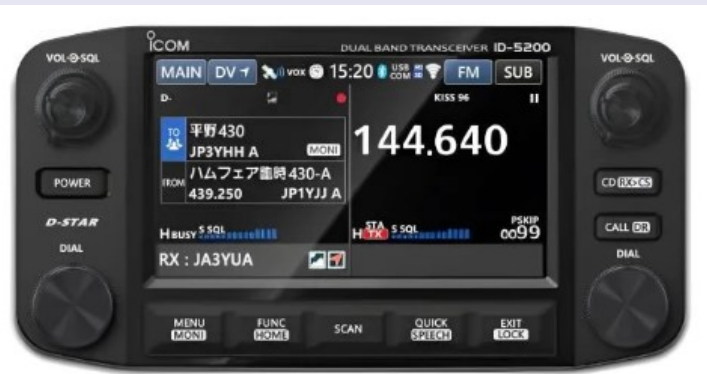 ICOM
DUAL BAND TRANSCEIVER ID-5200
VOL SQL
VOL SQL
MAIN DV VOX 15:20 USB COM FM SUB
D-
KISS 96
TO 平野430
JP3YHH A MONI
144.640
FROM ハムフェア臨時430-A
439.250 JP1YJJ A
POWER
CD RX>CS
D-STAR
CALL DR
DIAL
DIAL
H BUSY S SQL
H STA TX S SQL
PSKIP
0099
RX : JA3YUA
MENU
MONI
FUNC
HOME
SCAN
QUICK
SPEECH
EXIT
LOCK